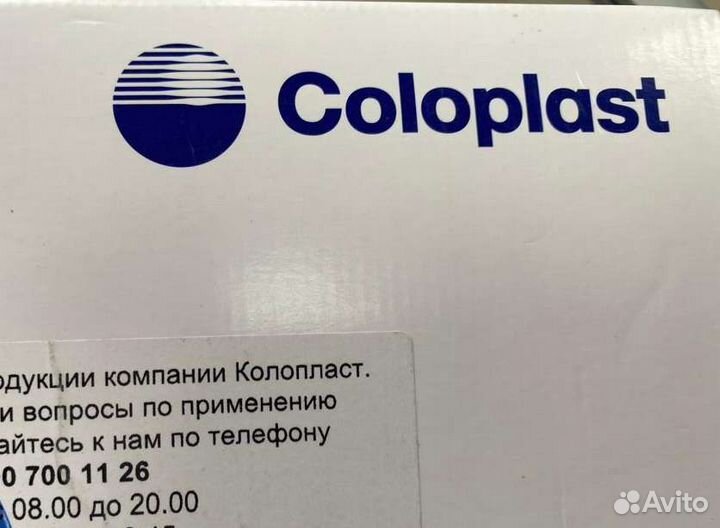 Coloplast
одукции компании Колопласт.
и вопросы по применению
айтесь к нам по телефону
0 700 11 26
08.00 до 20.00
Avito